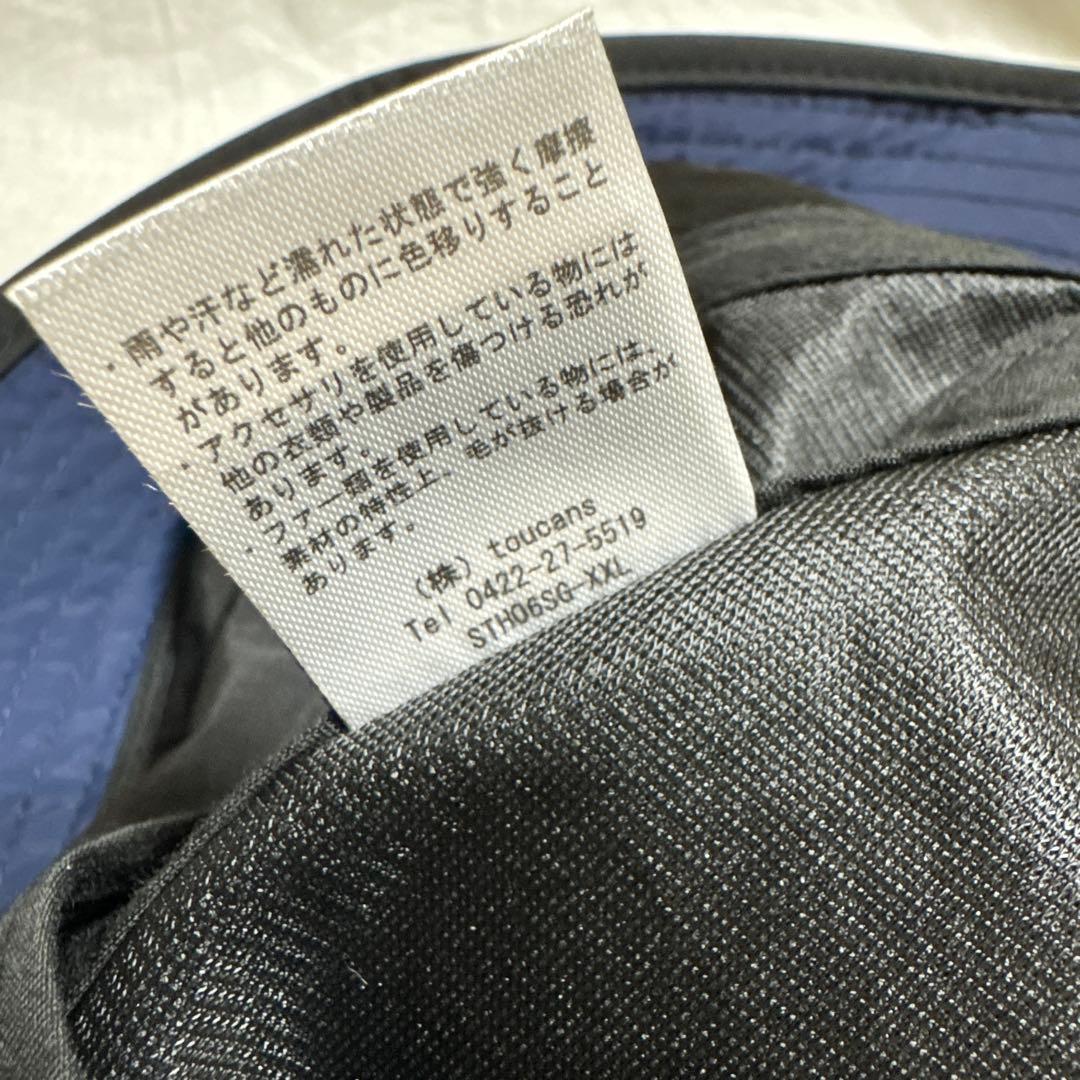 ・雨や汗など濡れた状態で強く摩擦
すると他のものに色移りすること
があります。
・アクセサリを使用している物には
他の衣類や製品を傷つける恐れが
あります。
・ファー類を使用している物には、
素材の特性上、毛が抜ける場合が
あります。
(株) toucans
Tel 0422-27-5519
STH06SG-XXL